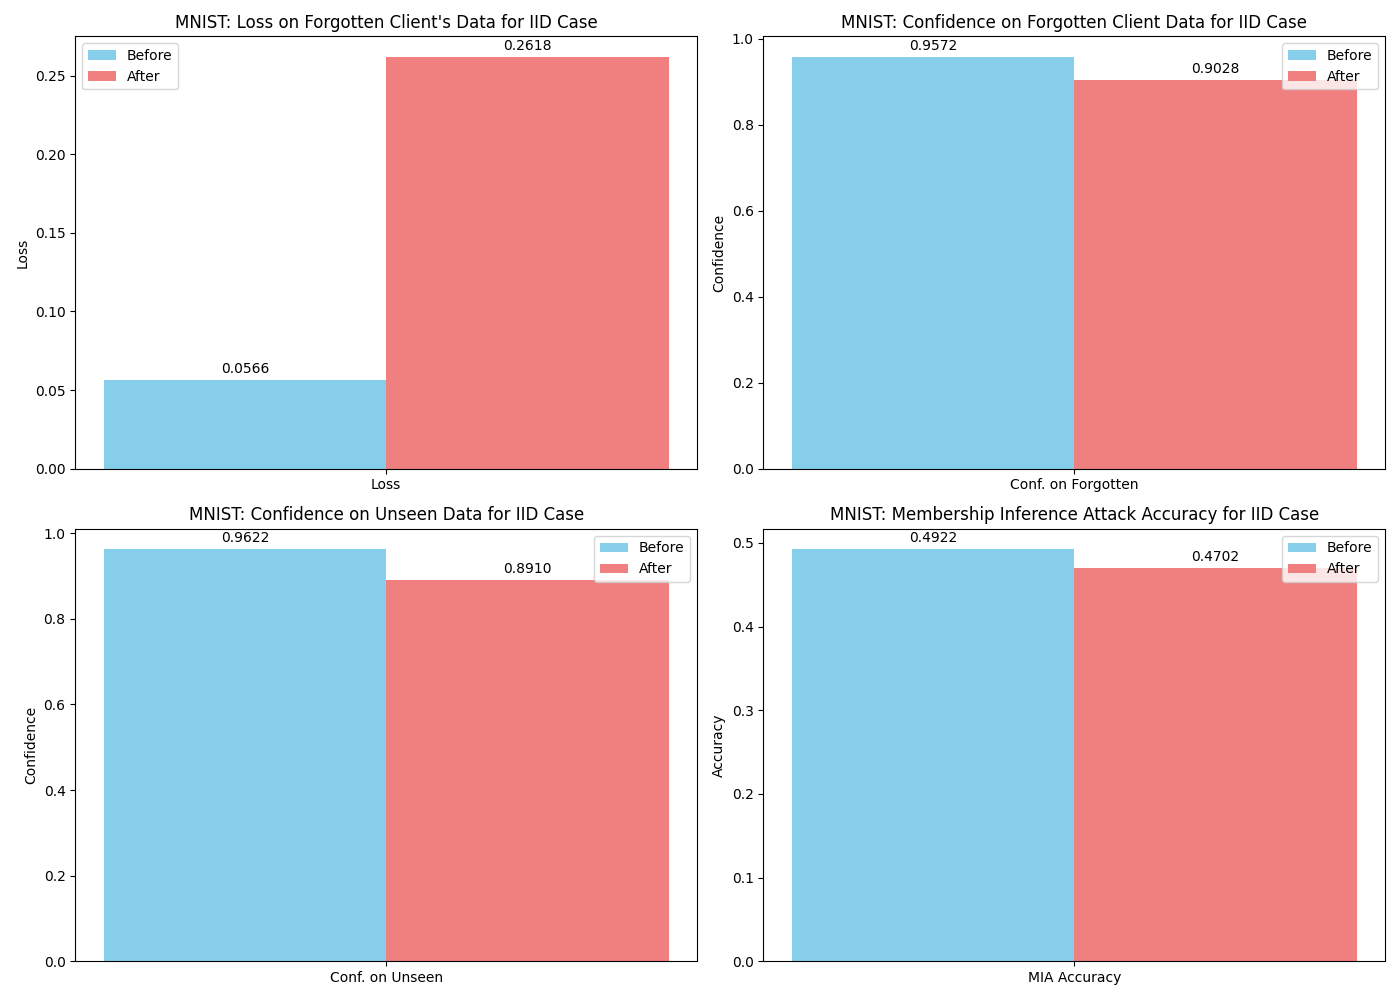 MNIST: Loss on Forgotten Client's Data for IID Case
Before
After
0.0566
0.2618
0.25
0.20
0.15
0.10
0.05
0.00
Loss
Loss
MNIST: Confidence on Forgotten Client Data for IID Case
Before
After
0.9572
0.9028
1.0
0.8
0.6
0.4
0.2
0.0
Confidence
Conf. on Forgotten
MNIST: Confidence on Unseen Data for IID Case
Before
After
0.9622
0.8910
1.0
0.8
0.6
0.4
0.2
0.0
Confidence
Conf. on Unseen
MNIST: Membership Inference Attack Accuracy for IID Case
Before
After
0.4922
0.4702
0.5
0.4
0.3
0.2
0.1
0.0
Accuracy
MIA Accuracy